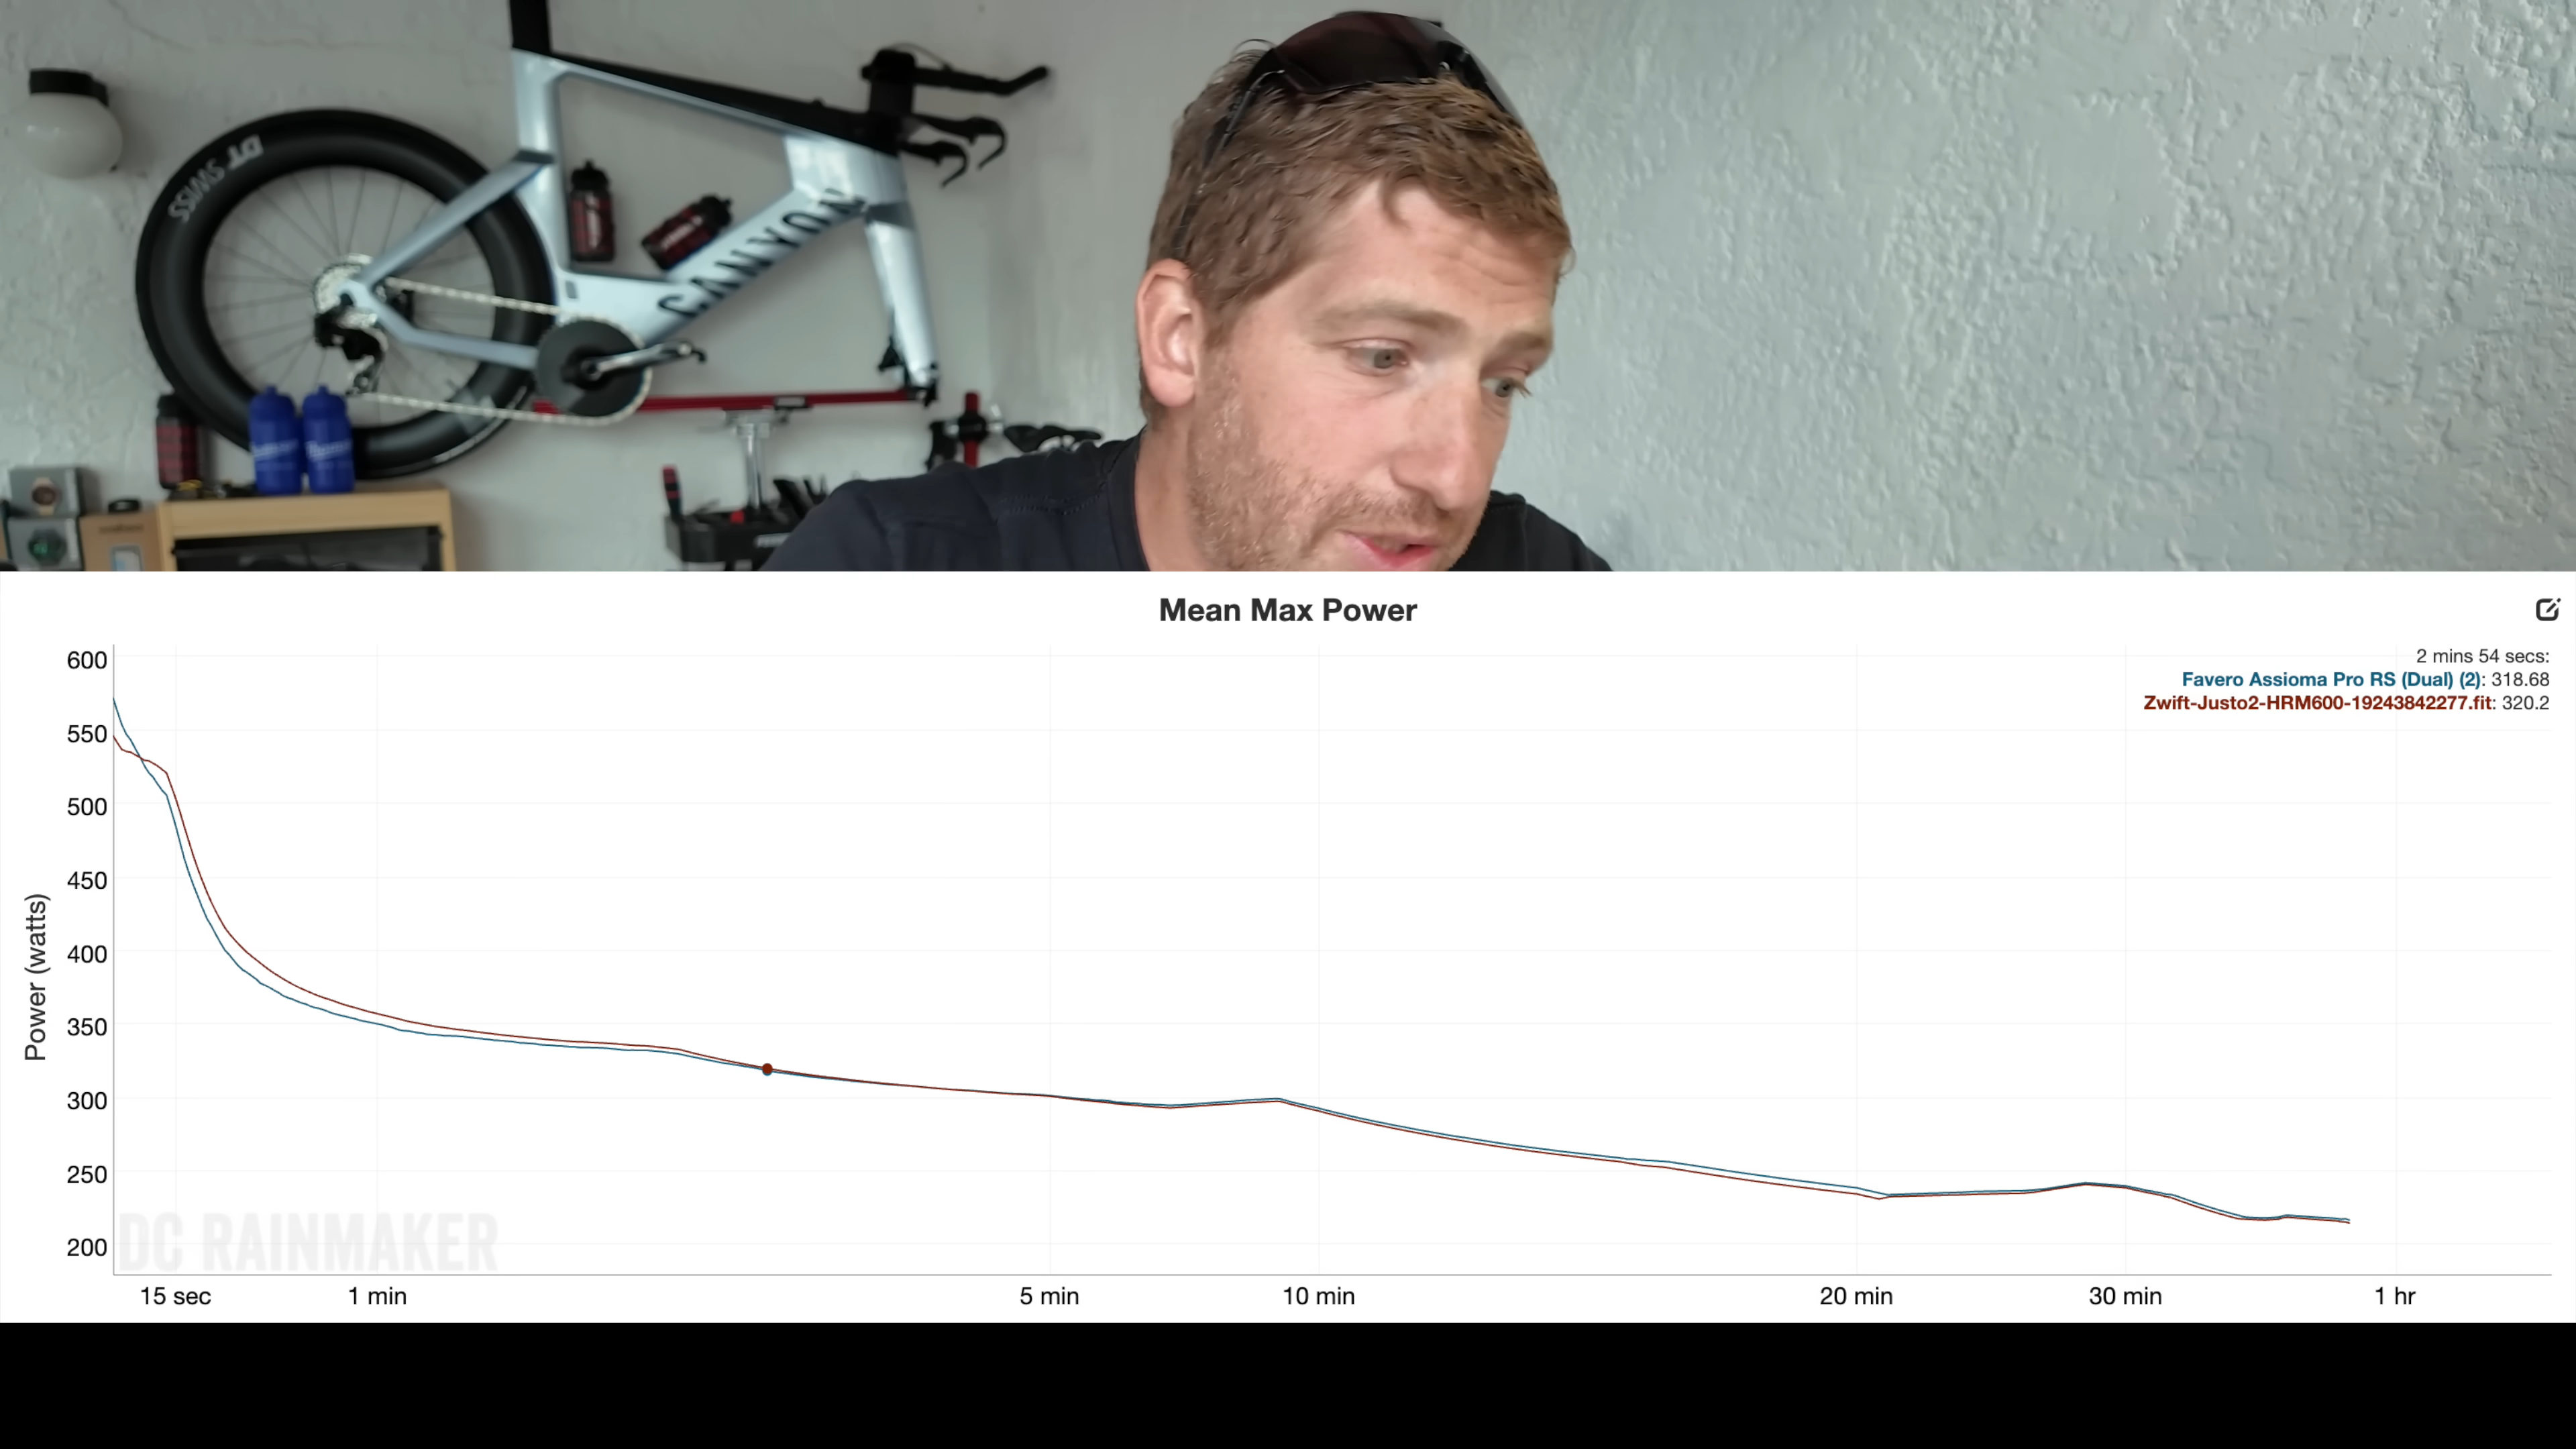 DT SWISS
CANYON
Mean Max Power
2 mins 54 secs:
Favero Assioma Pro RS (Dual) (2): 318.68
Zwift-Justo2-HRM600-19243842277.fit: 320.2
600
550
500
450
400
350
300
250
200
Power (watts)
DC RAINMAKER
15 sec
1 min
5 min
10 min
20 min
30 min
1 hr